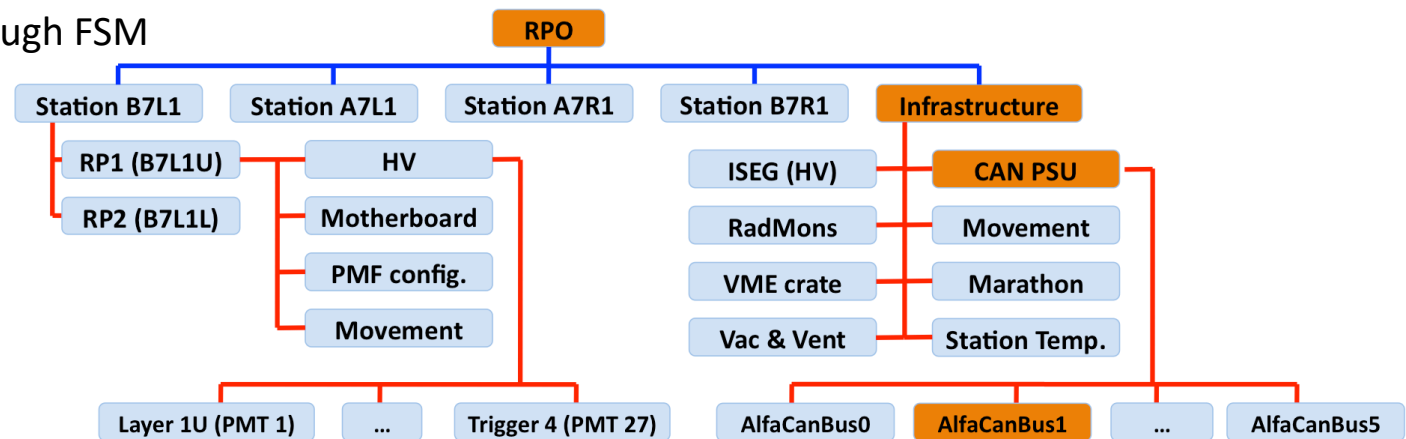 ugh FSM
RPO
Station B7L1
Station A7L1
Station A7R1
Station B7R1
Infrastructure
RP1 (B7L1U)
HV
ISEG (HV)
CAN PSU
RP2 (B7L1L)
Motherboard
RadMons
Movement
PMF config.
VME crate
Marathon
Movement
Vac & Vent
Station Temp.
Layer 1U (PMT 1)
...
Trigger 4 (PMT 27)
AlfaCanBus0
AlfaCanBus1
...
AlfaCanBus5